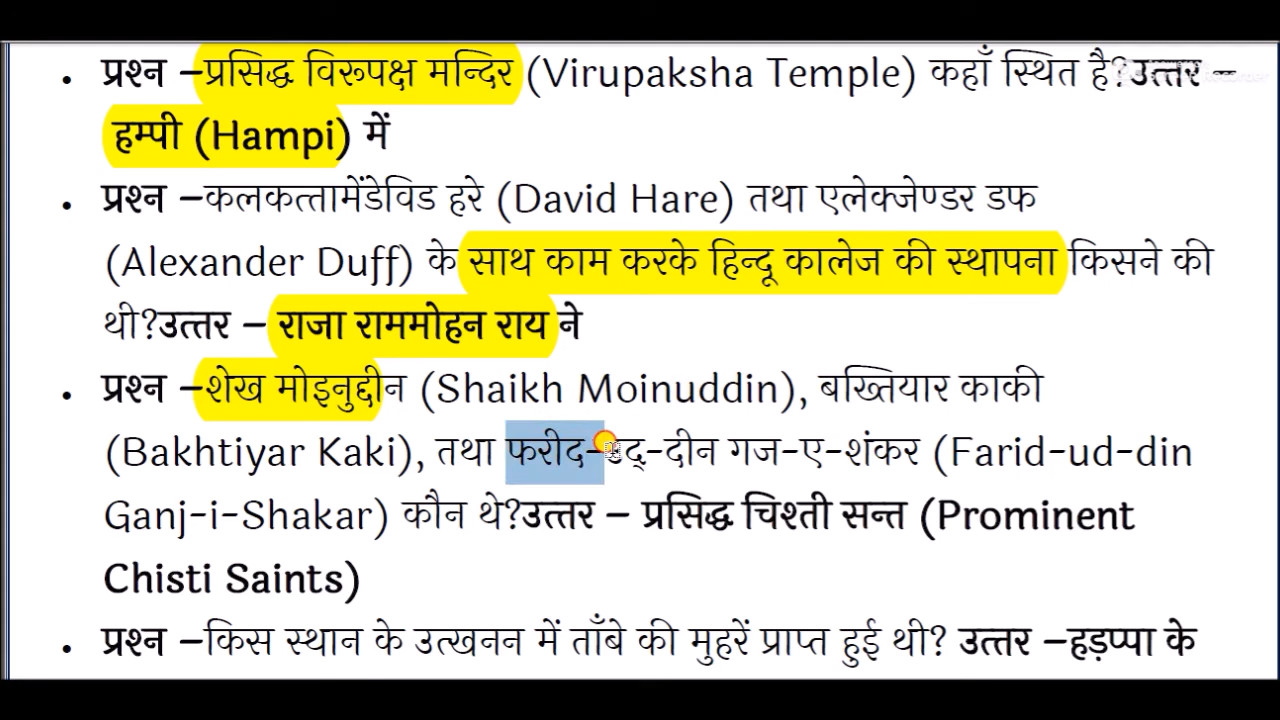 • प्रश्न –प्रसिद्ध विरूपक्ष मन्दिर (Virupaksha Temple) कहाँ स्थित है?उत्तर –
हम्पी (Hampi) में
• प्रश्न –कलकत्तामेंडेविड हरे (David Hare) तथा एलेक्जेण्डर डफ
(Alexander Duff) के साथ काम करके हिन्दू कालेज की स्थापना किसने की
थी?उत्तर – राजा राममोहन राय ने
• प्रश्न –शेख मोइनुद्दीन (Shaikh Moinuddin), बख्तियार काकी
(Bakhtiyar Kaki), तथा फरीद-उद्-दीन गज-ए-शंकर (Farid-ud-din
Ganj-i-Shakar) कौन थे?उत्तर – प्रसिद्ध चिश्ती सन्त (Prominent
Chisti Saints)
• प्रश्न –किस स्थान के उत्खनन में ताँबे की मुहरें प्राप्त हुई थी? उत्तर –हड़प्पा के